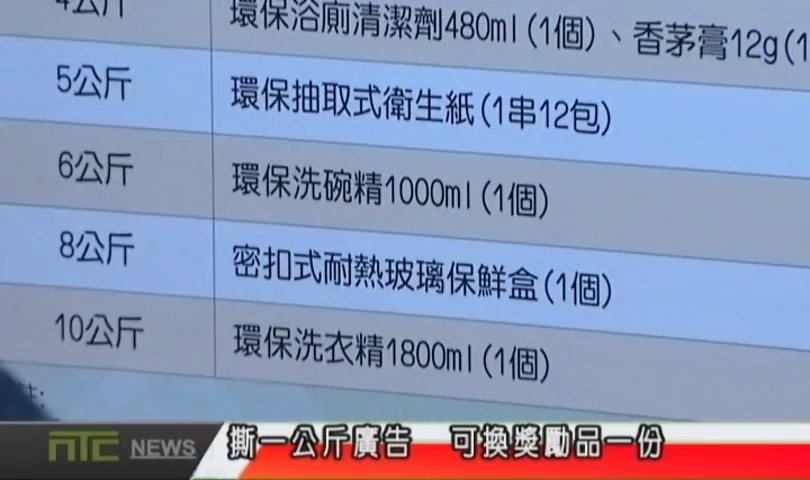 4公斤 環保浴廁清潔劑480ml(1個)、香茅膏12g(1
5公斤 環保抽取式衛生紙(1串12包)
6公斤 環保洗碗精1000ml(1個)
8公斤 密扣式耐熱玻璃保鮮盒(1個)
10公斤 環保洗衣精1800ml(1個)
註:
NTC NEWS 撕一公斤廣告 可換獎勵品一份